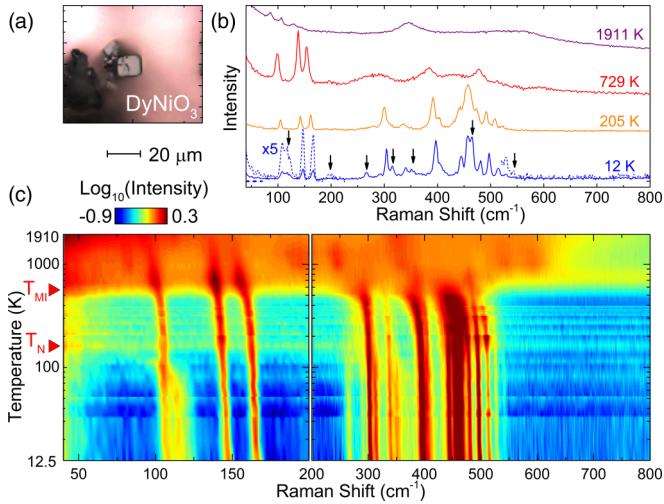 (a)
DyNiO3
20 μm
(b)
Intensity
1911 K
729 K
205 K
x5
12 K
100 200 300 400 500 600 700 800
Raman Shift (cm-1)
(c)
Log10(Intensity)
-0.9 0.3
Temperature (K)
1910
1000
TMI
TN
100
12.5
50 100 150 200 300 400 500 600 700 800
Raman Shift (cm-1)